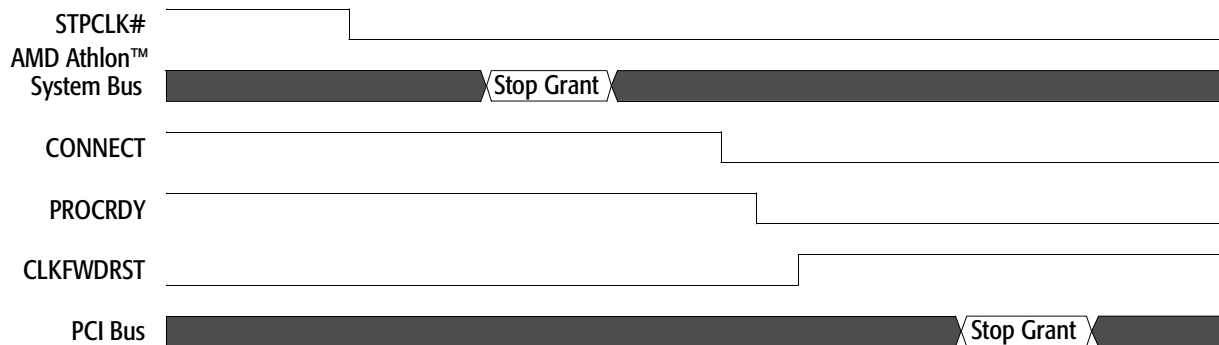 STPCLK#
AMD Athlon™
System Bus
Stop Grant
CONNECT
PROCRDY
CLKFWDRST
PCI Bus
Stop Grant